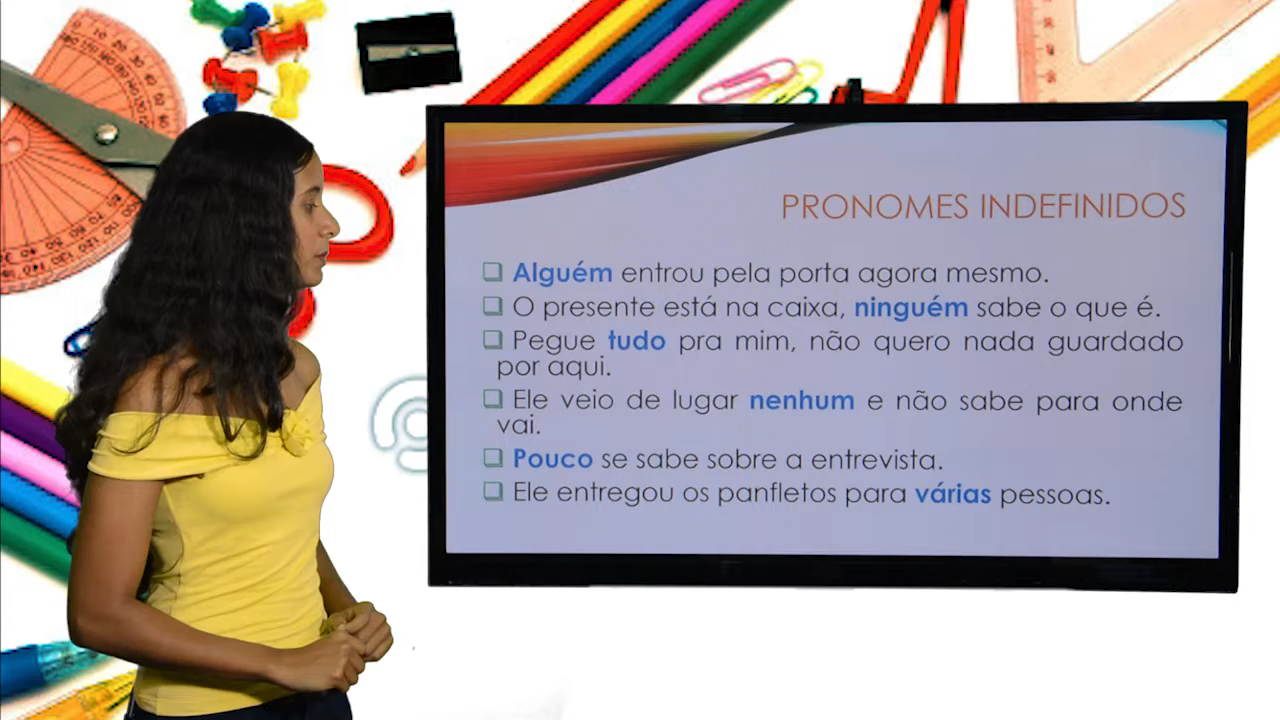 PRONOMES INDEFINIDOS
Alguém entrou pela porta agora mesmo.
O presente está na caixa, ninguém sabe o que é.
Pegue tudo pra mim, não quero nada guardado
por aqui.
Ele veio de lugar nenhum e não sabe para onde
vai.
Pouco se sabe sobre a entrevista.
Ele entregou os panfletos para várias pessoas.